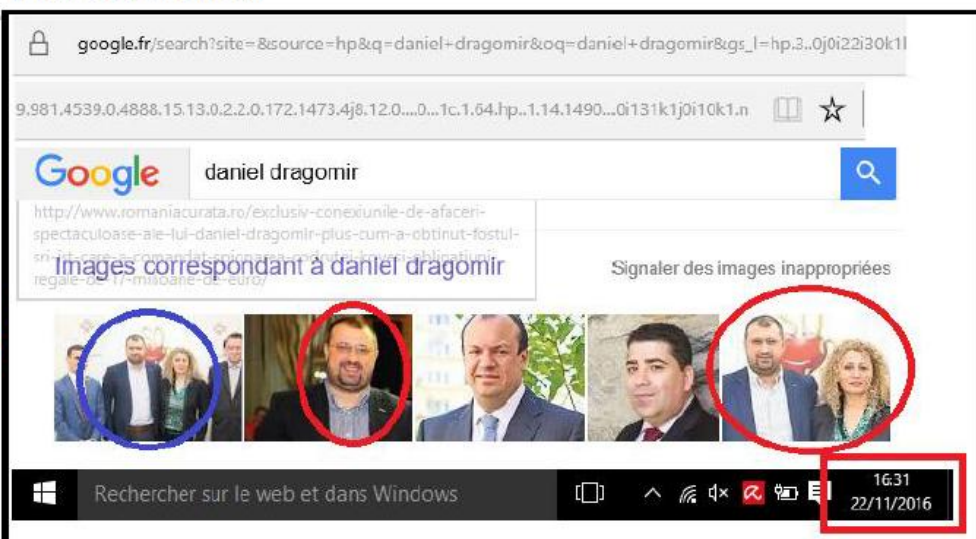 google.fr/search?site=&source=hp&q=daniel+dragomir&oq=daniel+dragomir&gs_l=hp.3..0j0i22i30k1l
9.981.4539.0.4888.15.13.0.2.2.0.172.1473.4j8.12.0....0...1c.1.64.hp..1.14.1490...0i131k1j0i10k1.n
Google daniel dragomir
http://www.romaniacurata.ro/exclusiv-conexiunile-de-afaceri-
spectaculoase-ale-lui-daniel-dragomir-plus-cum-a-obtinut-fostul-
Images correspondant à daniel dragomir Signaler des images inappropriées
regale-de-17-milioane-de-euro/
Rechercher sur le web et dans Windows
16:31
22/11/2016